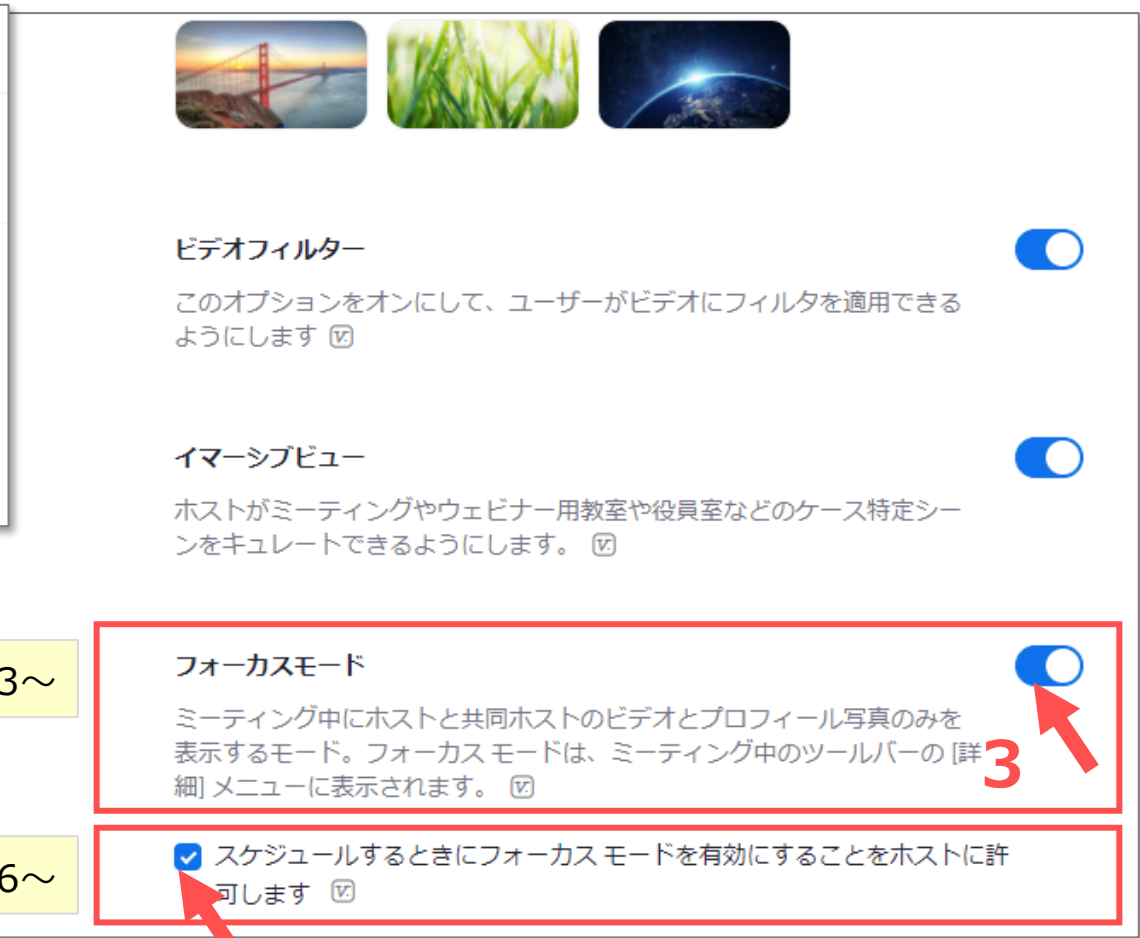 ビデオフィルター
このオプションをオンにして、ユーザーがビデオにフィルタを適用できる
ようにします v.
イマーシブビュー
ホストがミーティングやウェビナー用教室や役員室などのケース特定シー
ンをキュレートできるようにします。 v.
3～
フォーカスモード
ミーティング中にホストと共同ホストのビデオとプロフィール写真のみを
表示するモード。フォーカス モードは、ミーティング中のツールバーの [詳
細] メニューに表示されます。 v.
3
6～
スケジュールするときにフォーカス モードを有効にすることをホストに許
可します v.